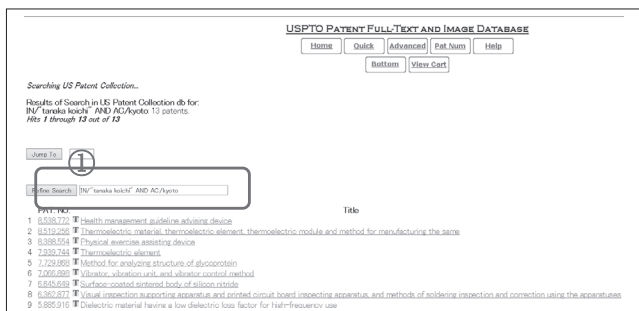 USPTO PATENT FULL-TEXT AND IMAGE DATABASE
Home Quick Advanced Pat Num Help
Bottom View Cart
Searching US Patent Collection...
Results of Search in US Patent Collection db for:
IN/"tanaka koichi" AND AC/kyoto: 13 patents.
Hits 1 through 13 out of 13
Jump To
①
Refine Search IN/"tanaka koichi" AND AC/kyoto
PAT. NO. Title
1 8,538,772 T Health management guideline advising device
2 8,519,256 T Thermoelectric material, thermoelectric element, thermoelectric module and method for manufacturing the same
3 8,388,554 T Physical exercise assisting device
4 7,939,744 T Thermoelectric element
5 7,729,868 T Method for analyzing structure of glycoprotein
6 7,066,898 T Vibrator, vibration unit, and vibrator control method
7 6,645,649 T Surface-coated sintered body of silicon nitride
8 6,362,877 T Visual inspection supporting apparatus and printed circuit board inspecting apparatus, and methods of soldering inspection and correction using the apparatuses
9 5,885,916 T Dielectric material having a low dielectric loss factor for high-frequency use